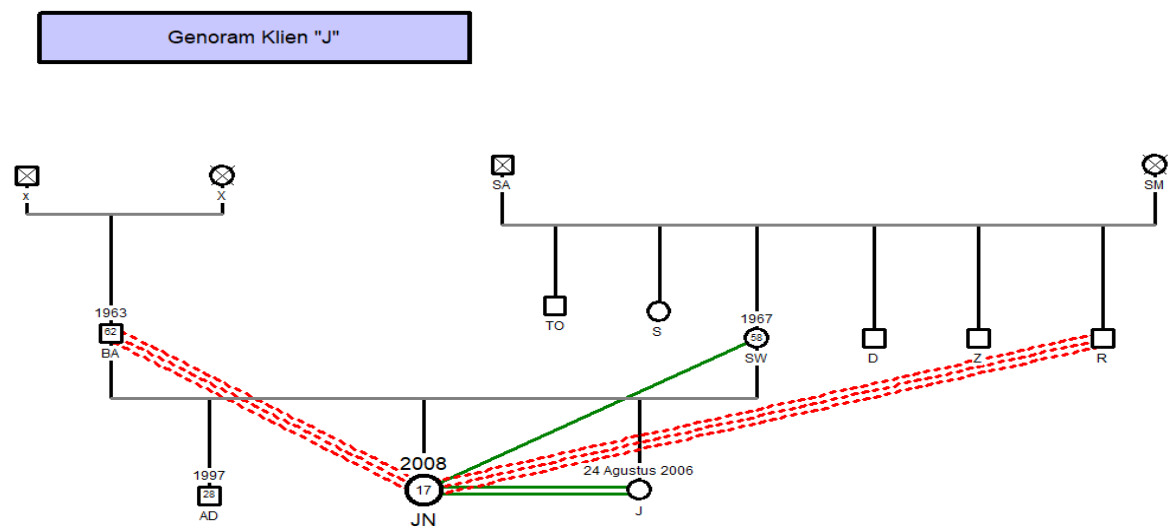 Genoram Klien "J"
x
X
SA
SM
1963
62
BA
TO
S
1967
58
SW
D
Z
R
1997
28
AD
2008
17
JN
24 Agustus 2006
J